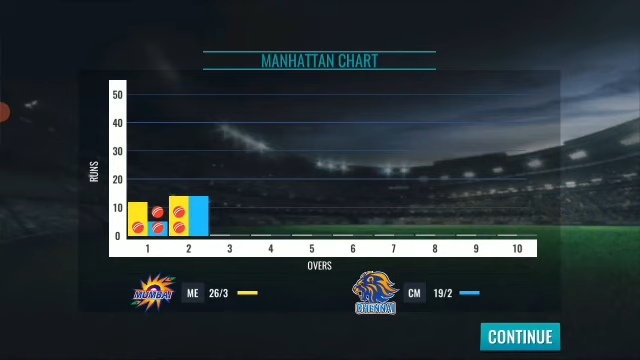 MANHATTAN CHART
50
40
30
20
10
0
RUNS
1 2 3 4 5 6 7 8 9 10
OVERS
MUMBAI ME 26/3
CHENNAI CM 19/2
CONTINUE